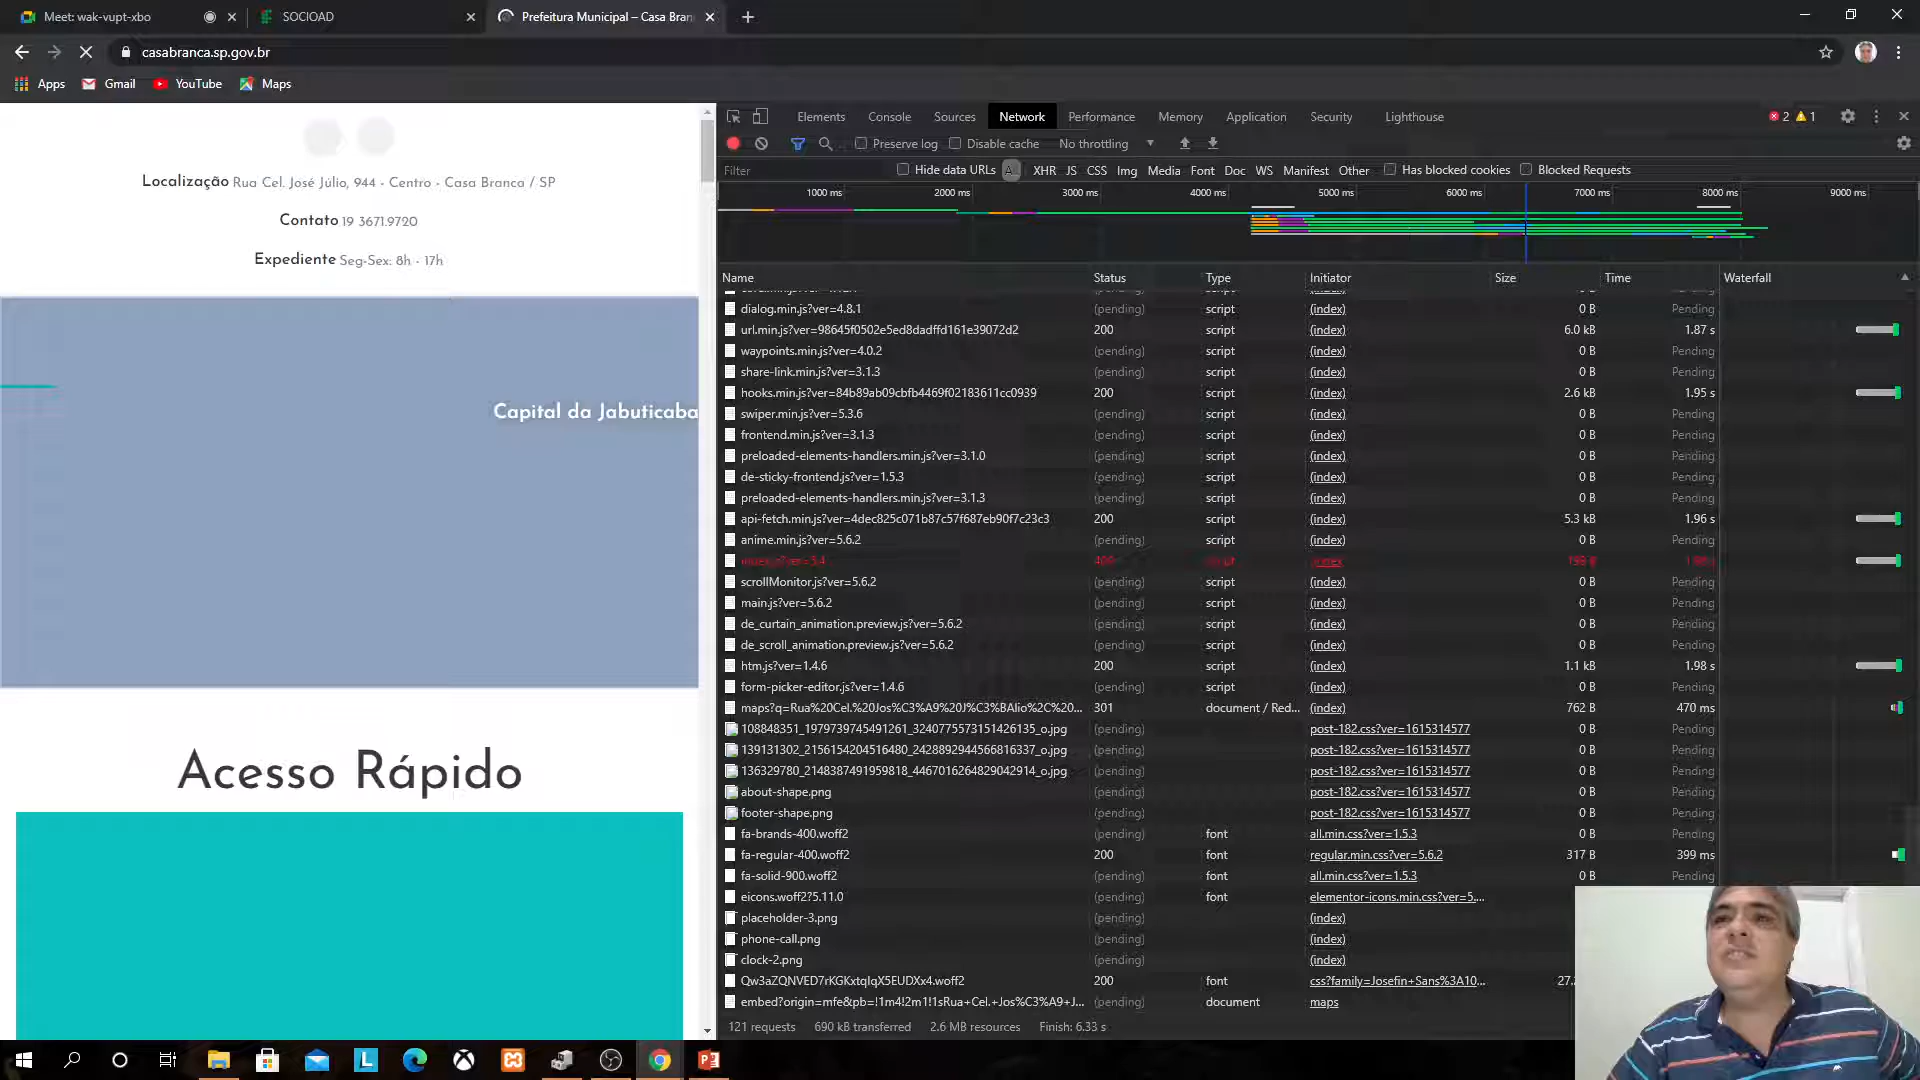 Meet: wak-vupt-xbo
SOCIOAD
Prefeitura Municipal – Casa Bran
casabranca.sp.gov.br
Apps
Gmail
YouTube
Maps
Localização Rua Cel. José Júlio, 944 - Centro - Casa Branca / SP
Contato 19 3671.9720
Expediente Seg-Sex: 8h - 17h
Capital da Jabuticaba
Acesso Rápido
Elements Console Sources Network Performance Memory Application Security Lighthouse
2 1
Preserve log Disable cache No throttling
Filter Hide data URLs XHR JS CSS Img Media Font Doc WS Manifest Other Has blocked cookies Blocked Requests
1000 ms 2000 ms 3000 ms 4000 ms 5000 ms 6000 ms 7000 ms 8000 ms 9000 ms
Name Status Type Initiator Size Time Waterfall
dialog.min.js?ver=4.8.1 (pending) script (index) 0 B Pending
url.min.js?ver=98645f0502e5ed8dadffd161e39072d2 200 script (index) 6.0 kB 1.87 s
waypoints.min.js?ver=4.0.2 (pending) script (index) 0 B Pending
share-link.min.js?ver=3.1.3 (pending) script (index) 0 B Pending
hooks.min.js?ver=84b89ab09cbfb4469f02183611cc0939 200 script (index) 2.6 kB 1.95 s
swiper.min.js?ver=5.3.6 (pending) script (index) 0 B Pending
frontend.min.js?ver=3.1.3 (pending) script (index) 0 B Pending
preloaded-elements-handlers.min.js?ver=3.1.0 (pending) script (index) 0 B Pending
de-sticky-frontend.js?ver=1.5.3 (pending) script (index) 0 B Pending
preloaded-elements-handlers.min.js?ver=3.1.3 (pending) script (index) 0 B Pending
api-fetch.min.js?ver=4dec825c071b87c57f687eb90f7c23c3 200 script (index) 5.3 kB 1.96 s
anime.min.js?ver=5.6.2 (pending) script (index) 0 B Pending
script (index)
scrollMonitor.js?ver=5.6.2 (pending) script (index) 0 B Pending
main.js?ver=5.6.2 (pending) script (index) 0 B Pending
de_curtain_animation.preview.js?ver=5.6.2 (pending) script (index) 0 B Pending
de_scroll_animation.preview.js?ver=5.6.2 (pending) script (index) 0 B Pending
htm.js?ver=1.4.6 200 script (index) 1.1 kB 1.98 s
form-picker-editor.js?ver=1.4.6 (pending) script (index) 0 B Pending
maps?q=Rua%20Cel.%20Jos%C3%A9%20J%C3%BAlio%2C%20... 301 document / Red... (index) 762 B 470 ms
108848351_1979739745491261_3240775573151426135_o.jpg (pending) post-182.css?ver=1615314577 0 B Pending
139131302_2156154204516480_2428892944566816337_o.jpg (pending) post-182.css?ver=1615314577 0 B Pending
136329780_2148387491959818_4467016264829042914_o.jpg (pending) post-182.css?ver=1615314577 0 B Pending
about-shape.png (pending) post-182.css?ver=1615314577 0 B Pending
footer-shape.png (pending) post-182.css?ver=1615314577 0 B Pending
fa-brands-400.woff2 (pending) font all.min.css?ver=1.5.3 0 B Pending
fa-regular-400.woff2 200 font regular.min.css?ver=5.6.2 317 B 399 ms
fa-solid-900.woff2 (pending) font all.min.css?ver=1.5.3 0 B Pending
eicons.woff2?5.11.0 (pending) font elementor-icons.min.css?ver=5....
placeholder-3.png (pending) (index)
phone-call.png (pending) (index)
clock-2.png (pending) (index)
Qw3aZQNVED7rKGKxtqIqX5EUDXx4.woff2 200 font css?family=Josefin+Sans%3A10... 27.
embed?origin=mfe&pb=!1m4!2m1!1sRua+Cel.+Jos%C3%A9+J... (pending) document maps
121 requests 690 kB transferred 2.6 MB resources Finish: 6.33 s